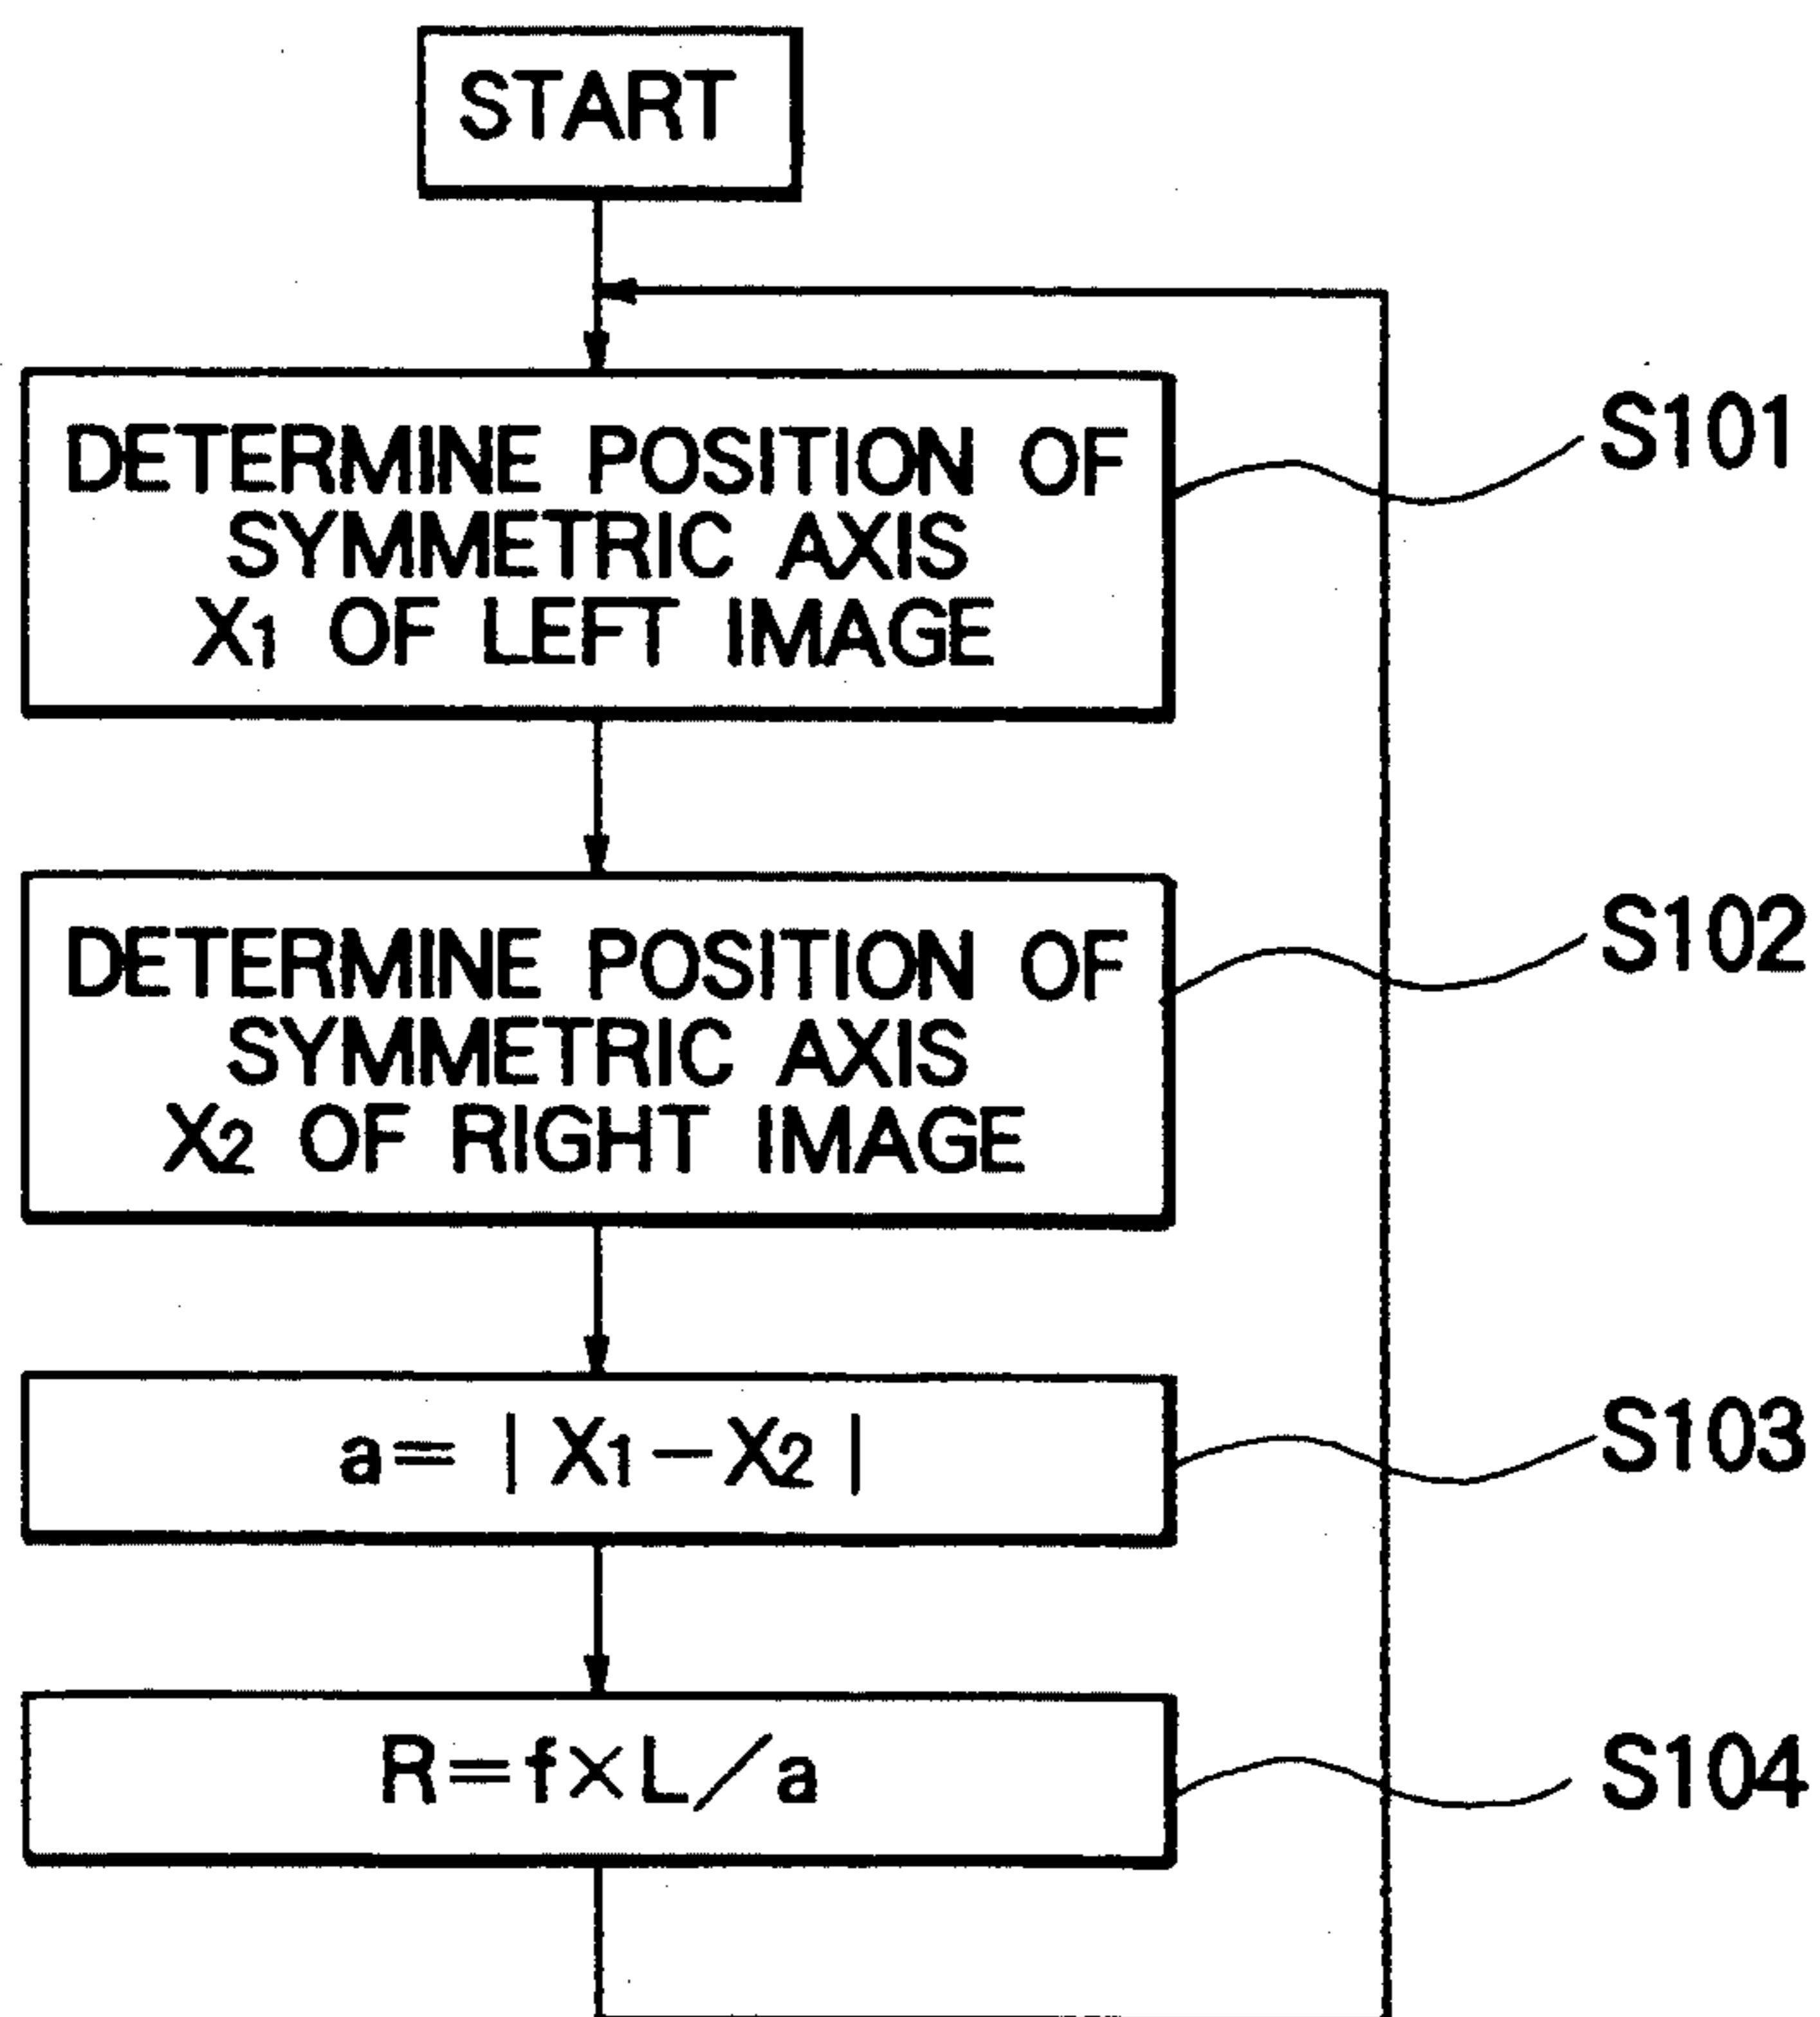 START
DETERMINE POSITION OF
SYMMETRIC AXIS
X₁ OF LEFT IMAGE
S101
DETERMINE POSITION OF
SYMMETRIC AXIS
X₂ OF RIGHT IMAGE
S102
a=|X₁-X₂|
S103
R=f×L/a
S104